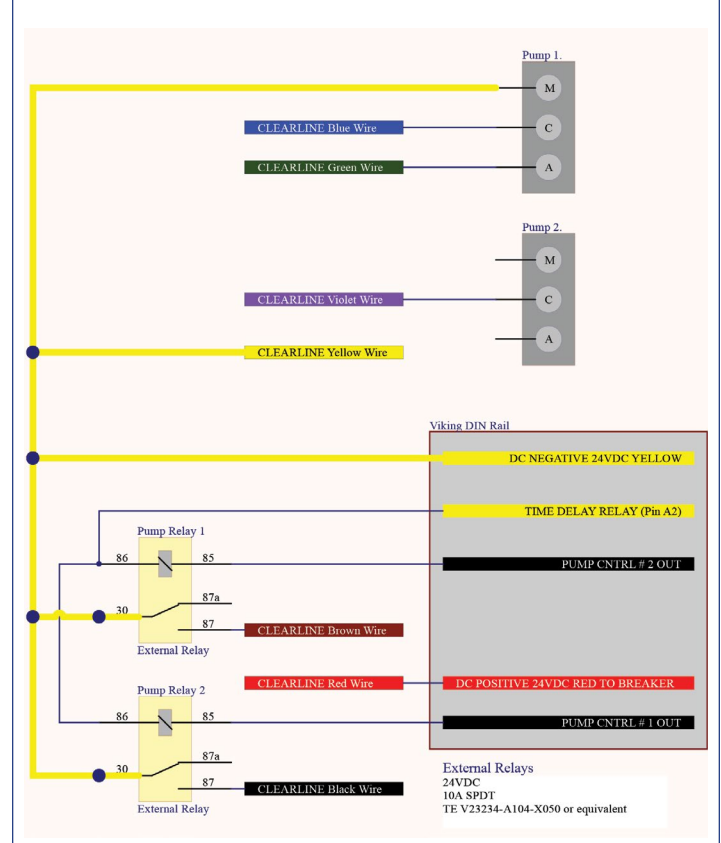 Pump 1.
M
CLEARLINE Blue Wire
C
CLEARLINE Green Wire
A
Pump 2.
M
CLEARLINE Violet Wire
C
A
CLEARLINE Yellow Wire
Viking DIN Rail
DC NEGATIVE 24VDC YELLOW
TIME DELAY RELAY (Pin A2)
Pump Relay 1
86
85
PUMP CNTRL # 2 OUT
87a
30
87
CLEARLINE Brown Wire
External Relay
CLEARLINE Red Wire
DC POSITIVE 24VDC RED TO BREAKER
Pump Relay 2
86
85
PUMP CNTRL # 1 OUT
87a
30
87
CLEARLINE Black Wire
External Relay
External Relays
24VDC
10A SPDT
TE V23234-A104-X050 or equivalent